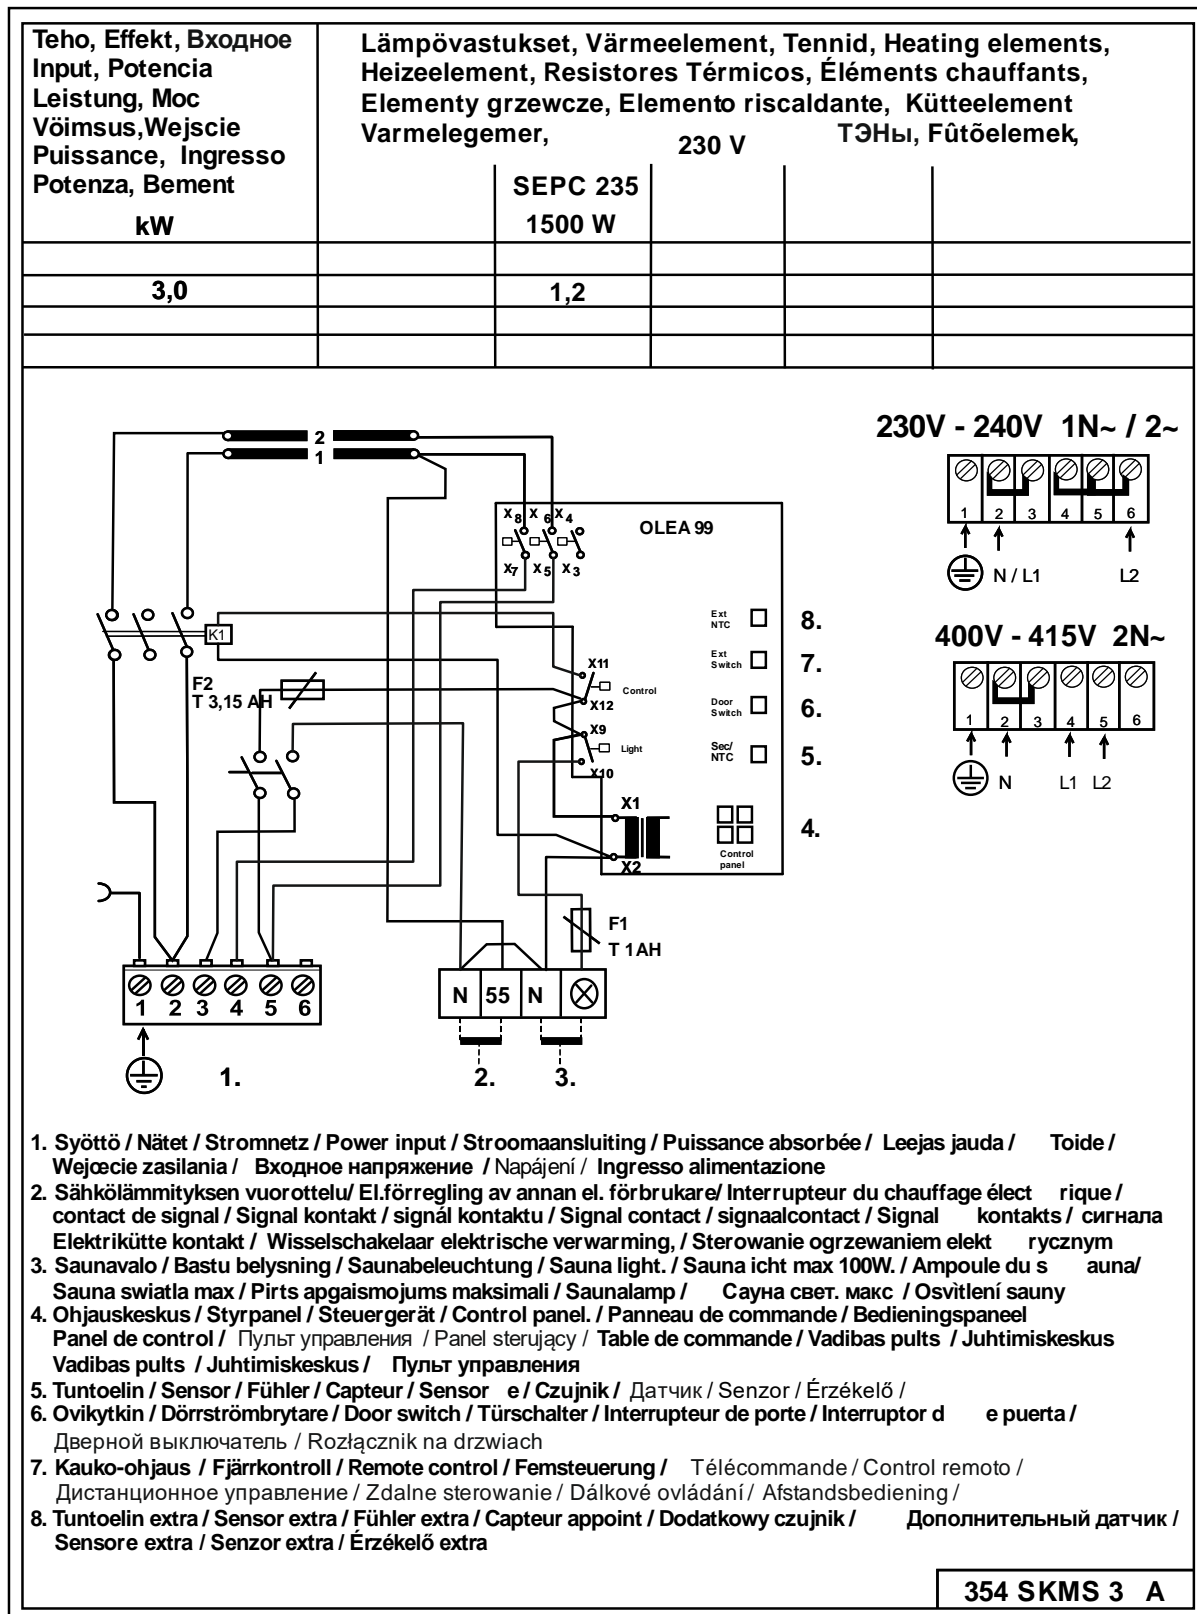 Teho, Effekt, Входное
Input, Potencia
Leistung, Moc
Vöimsus,Wejscie
Puissance, Ingresso
Potenza, Bement
kW
Lämpövastukset, Värmeelement, Tennid, Heating elements,
Heizeelement, Resistores Térmicos, Éléments chauffants,
Elementy grzewcze, Elemento riscaldante, Kütteelement
Varmelegemer, 230 V ТЭНы, Fûtõelemek,
SEPC 235
1500 W
3,0 1,2
230V - 240V 1N~ / 2~
1 2 3 4 5 6
N / L1 L2
400V - 415V 2N~
1 2 3 4 5 6
N L1 L2
2
1
X8 X6 X4
X7 X5 X3
OLEA 99
Ext
NTC
8.
Ext
Switch
7.
Door
Switch
6.
Sec/
NTC
5.
4.
Control
panel
K1
F2
T 3,15 AH
X11
Control
X12
X9
Light
X10
X1
X2
F1
T 1AH
1 2 3 4 5 6
N 55 N
1. 2. 3.
1. Syöttö / Nätet / Stromnetz / Power input / Stroomaansluiting / Puissance absorbée / Leejas jauda / Toide /
Wejœcie zasilania / Входное напряжение / Napájení / Ingresso alimentazione
2. Sähkölämmityksen vuorottelu/ El.förregling av annan el. förbrukare/ Interrupteur du chauffage élect rique /
contact de signal / Signal kontakt / signál kontaktu / Signal contact / signaalcontact / Signal kontakts / сигнала
Elektrikütte kontakt / Wisselschakelaar elektrische verwarming, / Sterowanie ogrzewaniem elekt rycznym
3. Saunavalo / Bastu belysning / Saunabeleuchtung / Sauna light. / Sauna icht max 100W. / Ampoule du s auna/
Sauna swiatla max / Pirts apgaismojums maksimali / Saunalamp / Сауна свет. макс / Osvìtlení sauny
4. Ohjauskeskus / Styrpanel / Steuergerät / Control panel. / Panneau de commande / Bedieningspaneel
Panel de control / Пульт управления / Panel sterujący / Table de commande / Vadibas pults / Juhtimiskeskus
Vadibas pults / Juhtimiskeskus / Пульт управления
5. Tuntoelin / Sensor / Fühler / Capteur / Sensor e / Czujnik / Датчик / Senzor / Érzékelő /
6. Ovikytkin / Dörrströmbrytare / Door switch / Türschalter / Interrupteur de porte / Interruptor d e puerta /
Дверной выключатель / Rozłącznik na drzwiach
7. Kauko-ohjaus / Fjärrkontroll / Remote control / Femsteuerung / Télécommande / Control remoto /
Дистанционное управление / Zdalne sterowanie / Dálkové ovládání / Afstandsbediening /
8. Tuntoelin extra / Sensor extra / Fühler extra / Capteur appoint / Dodatkowy czujnik / Дополнительный датчик /
Sensore extra / Senzor extra / Érzékelő extra
354 SKMS 3 A